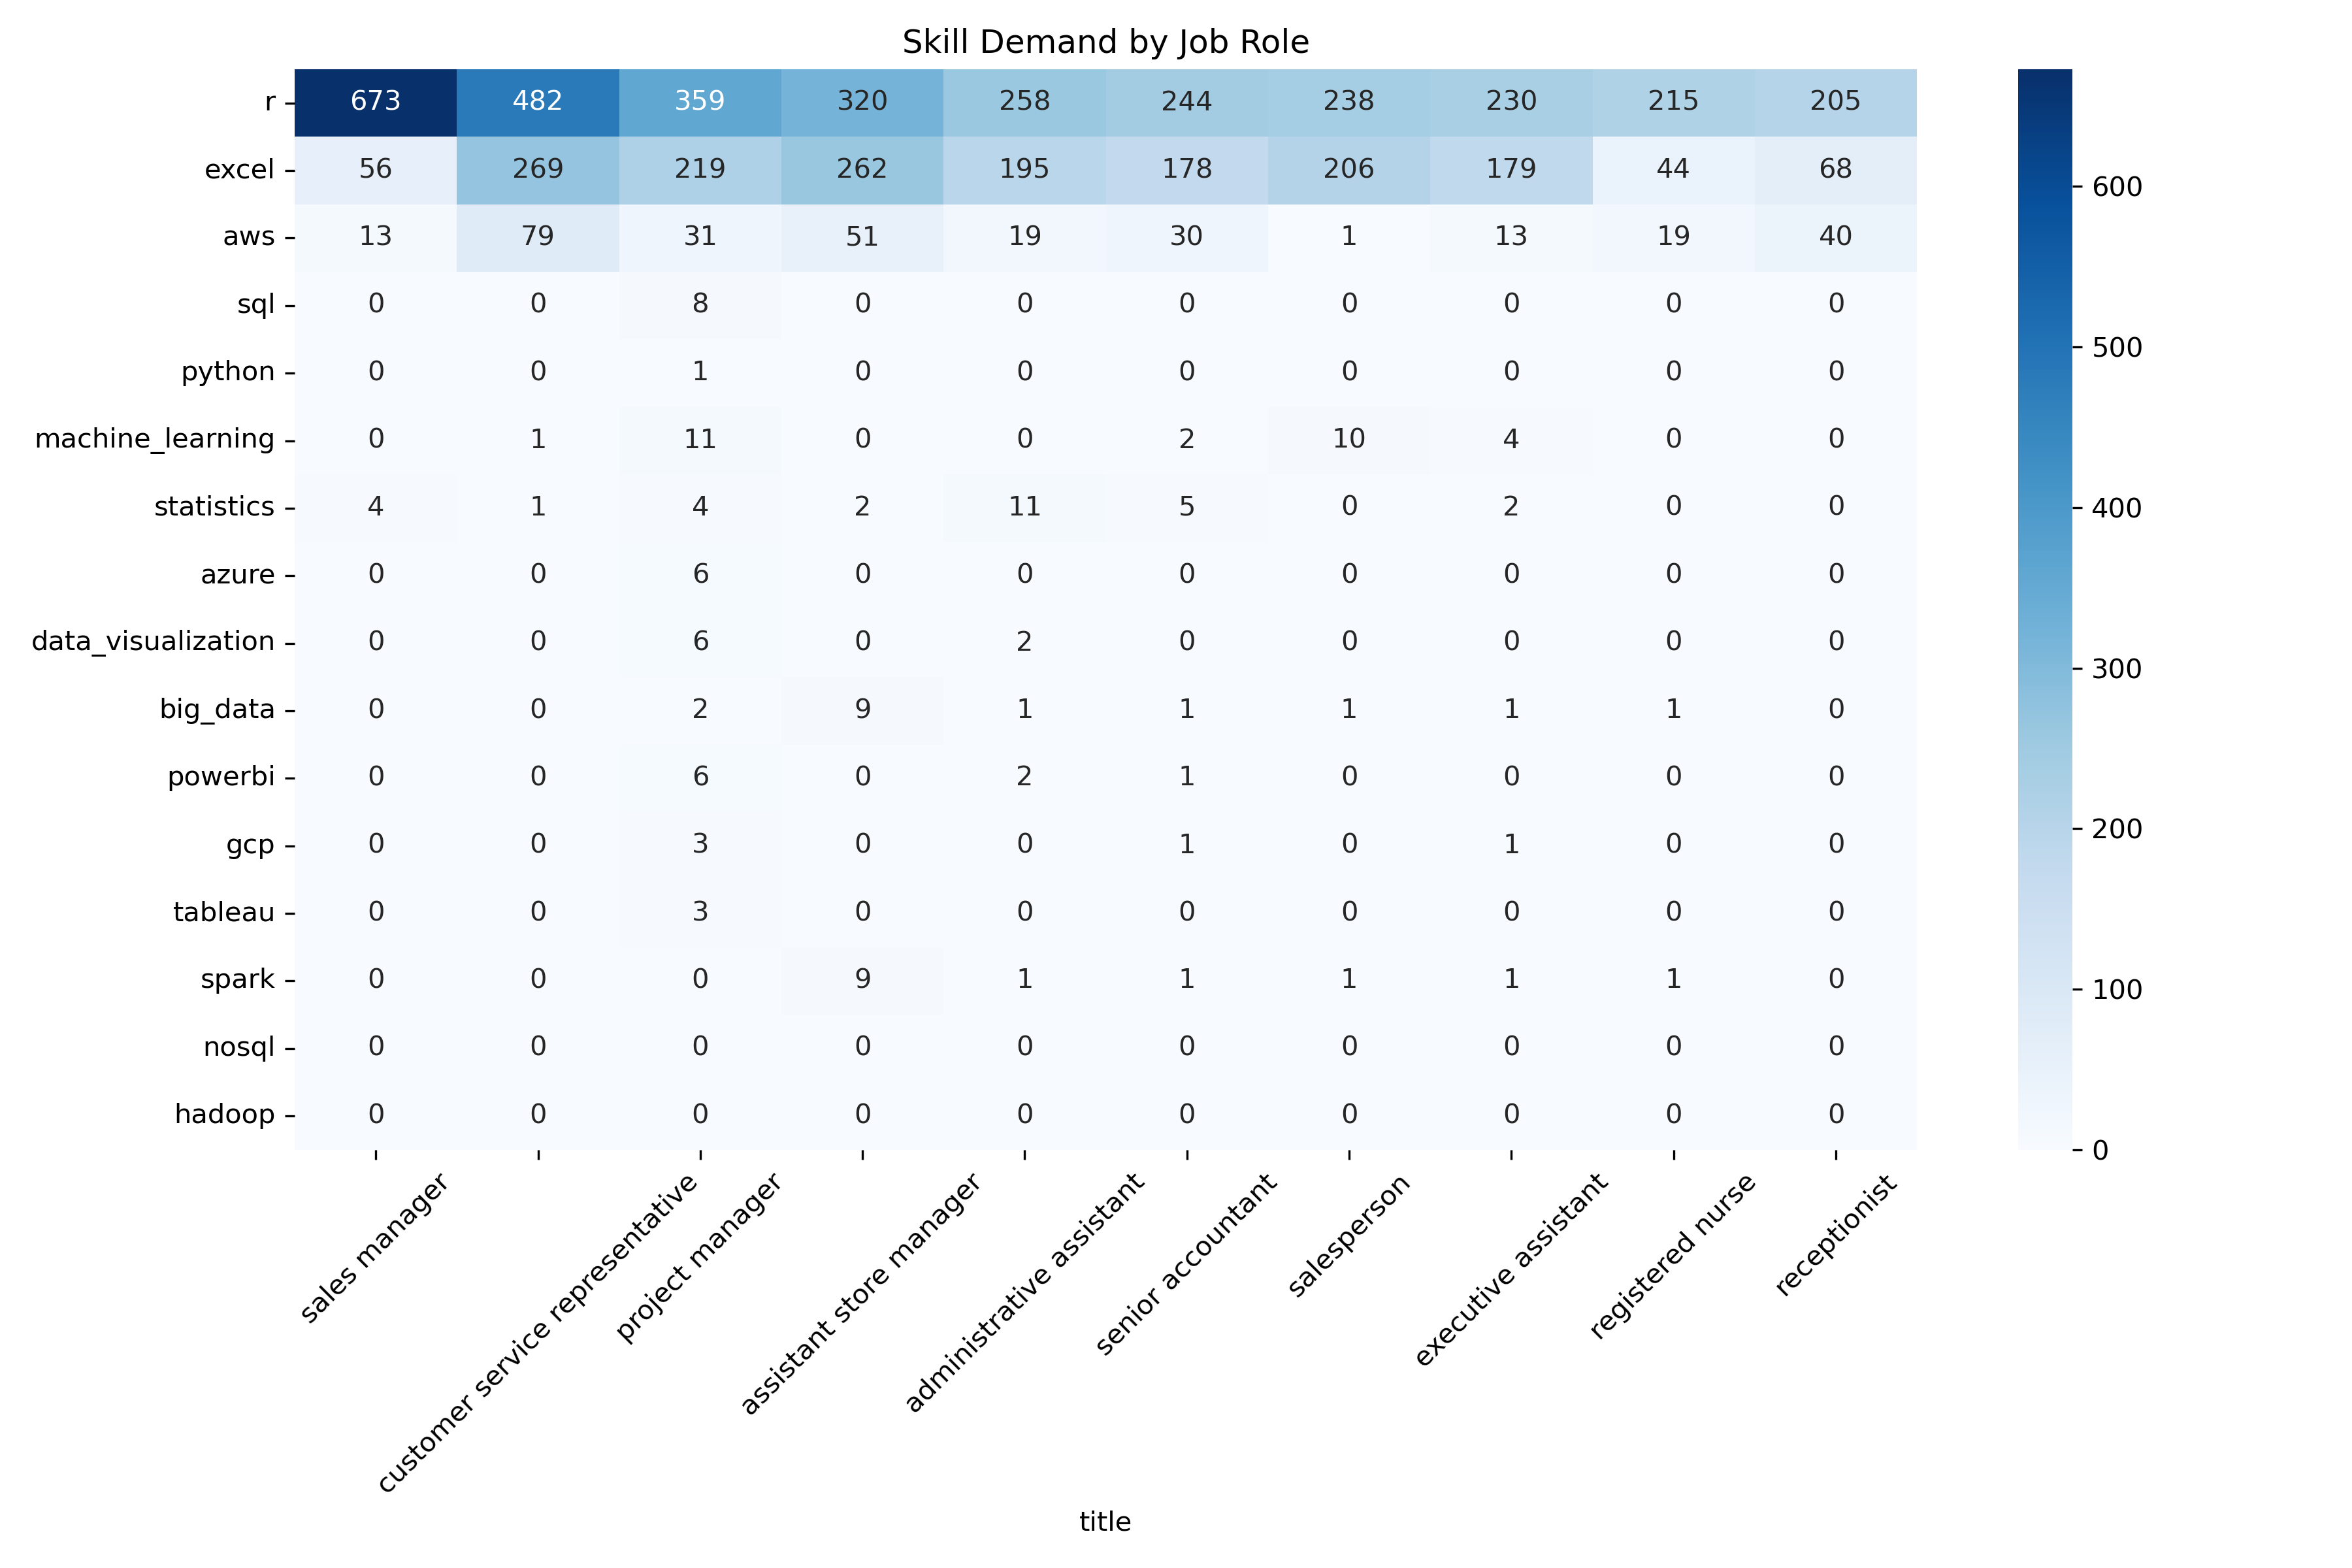 Skill Demand by Job Role
r 673 482 359 320 258 244 238 230 215 205
excel 56 269 219 262 195 178 206 179 44 68
aws 13 79 31 51 19 30 1 13 19 40
sql 0 0 8 0 0 0 0 0 0 0
python 0 0 1 0 0 0 0 0 0 0
machine_learning 0 1 11 0 0 2 10 4 0 0
statistics 4 1 4 2 11 5 0 2 0 0
azure 0 0 6 0 0 0 0 0 0 0
data_visualization 0 0 6 0 2 0 0 0 0 0
big_data 0 0 2 9 1 1 1 1 1 0
powerbi 0 0 6 0 2 1 0 0 0 0
gcp 0 0 3 0 0 1 0 1 0 0
tableau 0 0 3 0 0 0 0 0 0 0
spark 0 0 0 9 1 1 1 1 1 0
nosql 0 0 0 0 0 0 0 0 0 0
hadoop 0 0 0 0 0 0 0 0 0 0
sales manager
customer service representative
project manager
assistant store manager
administrative assistant
senior accountant
salesperson
executive assistant
registered nurse
receptionist
title
600
500
400
300
200
100
0